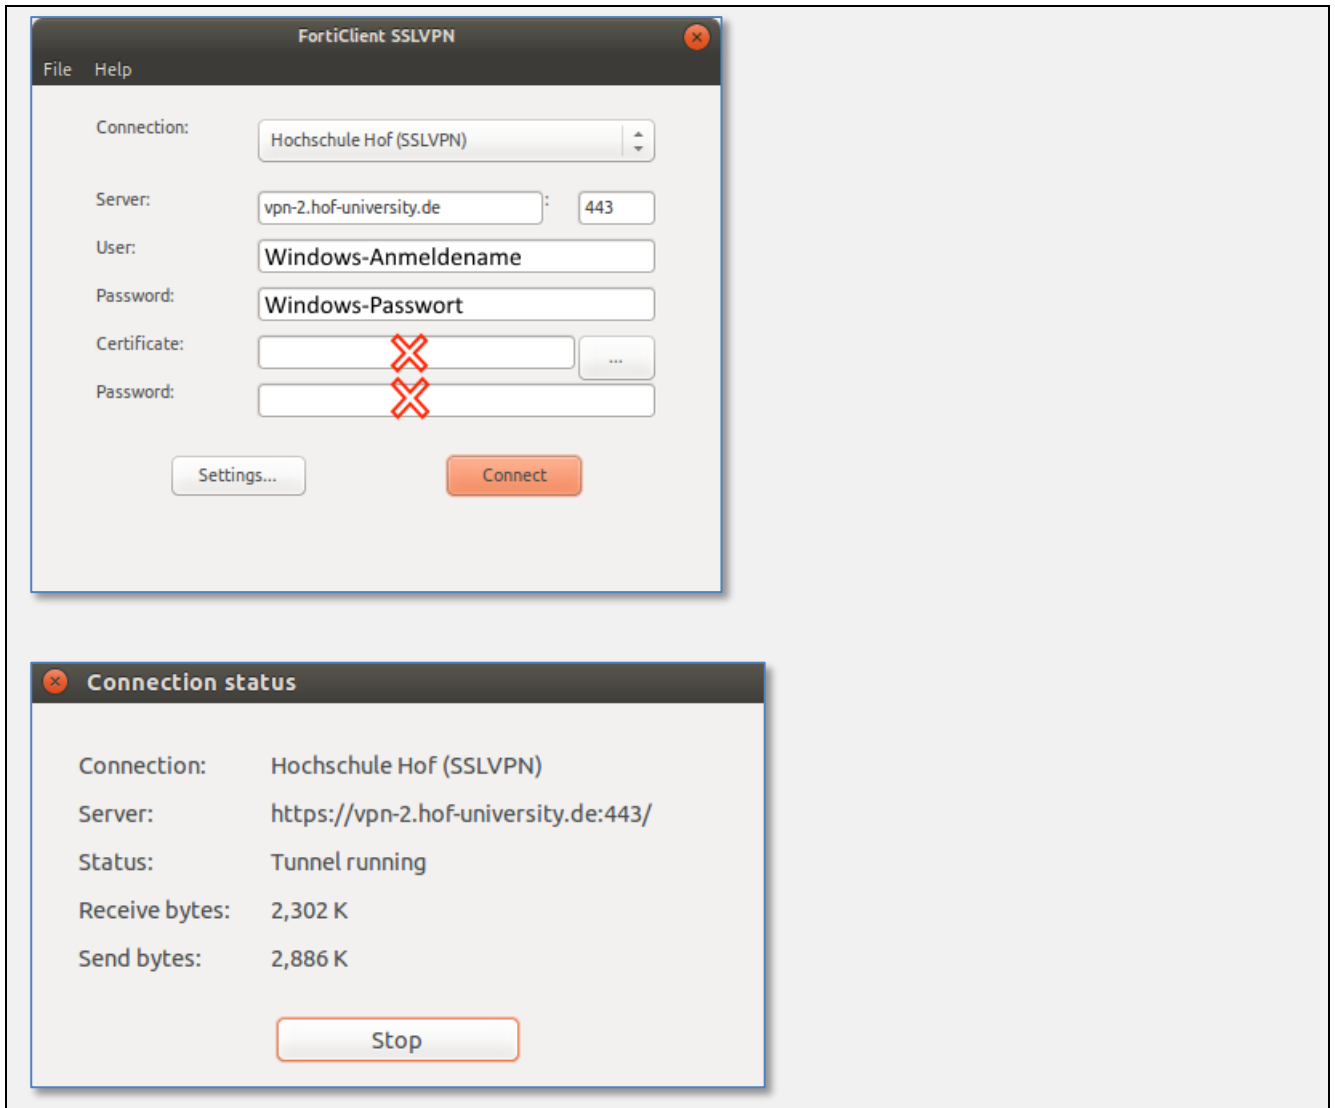 FortiClient SSLVPN
File Help
Connection: Hochschule Hof (SSLVPN)
Server: vpn-2.hof-university.de : 443
User: Windows-Anmeldename
Password: Windows-Passwort
Certificate: ...
Password:
Settings... Connect
Connection status
Connection: Hochschule Hof (SSLVPN)
Server: https://vpn-2.hof-university.de:443/
Status: Tunnel running
Receive bytes: 2,302 K
Send bytes: 2,886 K
Stop